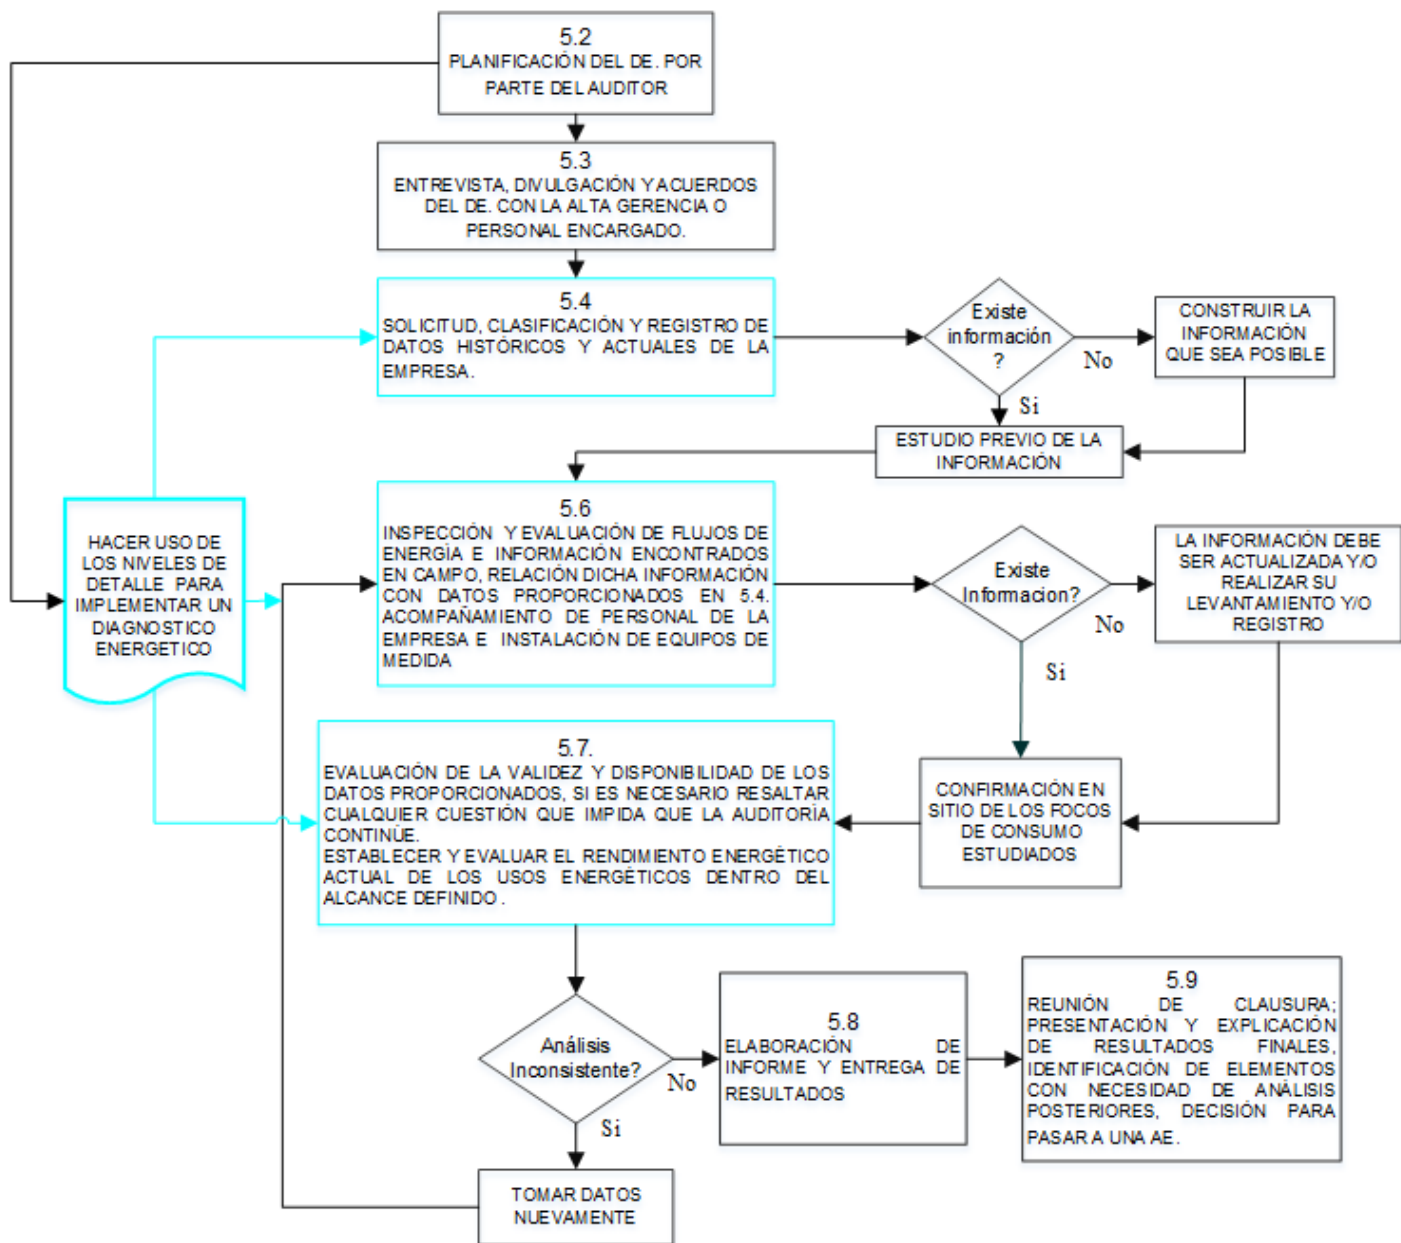 5.2
PLANIFICACIÓN DEL DE. POR
PARTE DEL AUDITOR
5.3
ENTREVISTA, DIVULGACIÓN Y ACUERDOS
DEL DE. CON LA ALTA GERENCIA O
PERSONAL ENCARGADO.
5.4
SOLICITUD, CLASIFICACIÓN Y REGISTRO DE
DATOS HISTÓRICOS Y ACTUALES DE LA
EMPRESA.
Existe
información
?
No
Si
CONSTRUIR LA
INFORMACIÓN
QUE SEA POSIBLE
ESTUDIO PREVIO DE LA
INFORMACIÓN
HACER USO DE
LOS NIVELES DE
DETALLE PARA
IMPLEMENTAR UN
DIAGNOSTICO
ENERGETICO
5.6
INSPECCIÓN Y EVALUACIÓN DE FLUJOS DE
ENERGÍA E INFORMACIÓN ENCONTRADOS
EN CAMPO, RELACIÓN DICHA INFORMACIÓN
CON DATOS PROPORCIONADOS EN 5.4.
ACOMPAÑAMIENTO DE PERSONAL DE LA
EMPRESA E INSTALACIÓN DE EQUIPOS DE
MEDIDA
Existe
Informacion?
No
Si
LA INFORMACIÓN DEBE
SER ACTUALIZADA Y/O
REALIZAR SU
LEVANTAMIENTO Y/O
REGISTRO
CONFIRMACIÓN EN
SITIO DE LOS FOCOS
DE CONSUMO
ESTUDIADOS
5.7.
EVALUACIÓN DE LA VALIDEZ Y DISPONIBILIDAD DE LOS
DATOS PROPORCIONADOS, SI ES NECESARIO RESALTAR
CUALQUIER CUESTIÓN QUE IMPIDA QUE LA AUDITORÍA
CONTINÚE.
ESTABLECER Y EVALUAR EL RENDIMIENTO ENERGÉTICO
ACTUAL DE LOS USOS ENERGÉTICOS DENTRO DEL
ALCANCE DEFINIDO .
Análisis
Inconsistente?
No
Si
TOMAR DATOS
NUEVAMENTE
5.8
ELABORACIÓN DE
INFORME Y ENTREGA DE
RESULTADOS
5.9
REUNIÓN DE CLAUSURA;
PRESENTACIÓN Y EXPLICACIÓN
DE RESULTADOS FINALES,
IDENTIFICACIÓN DE ELEMENTOS
CON NECESIDAD DE ANÁLISIS
POSTERIORES, DECISIÓN PARA
PASAR A UNA AE.